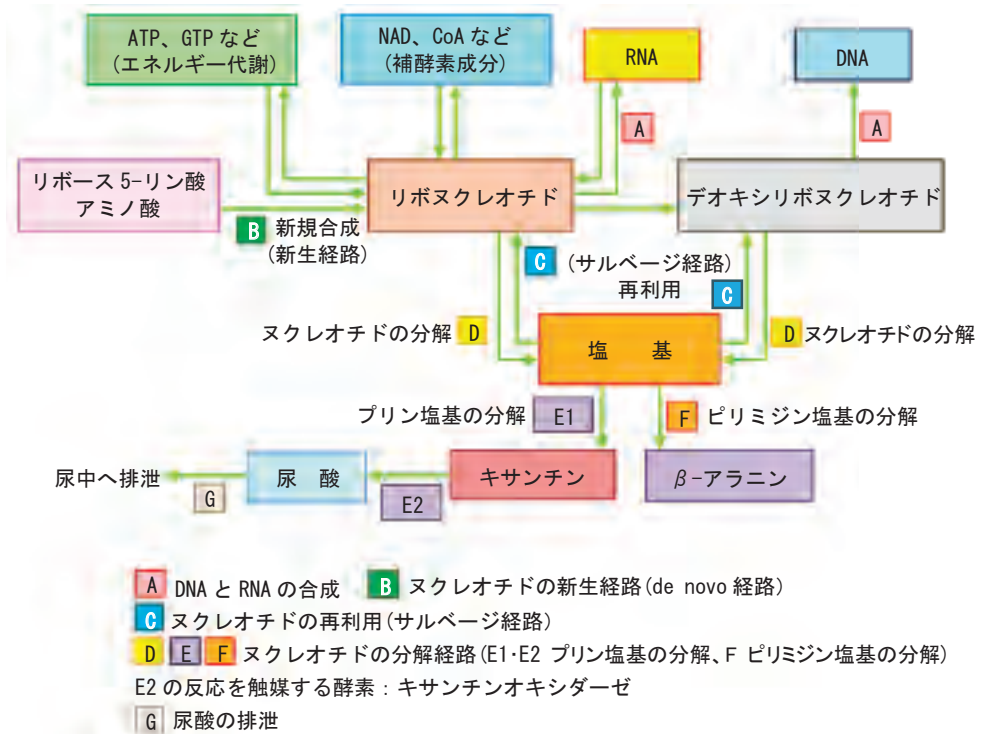 ATP、GTP など
(エネルギー代謝)
NAD、CoA など
(補酵素成分)
RNA
DNA
A
A
リボース 5-リン酸
アミノ酸
リボヌクレオチド
デオキシリボヌクレオチド
B 新規合成
(新生経路)
C (サルベージ経路)
再利用 C
ヌクレオチドの分解 D
塩 基
D ヌクレオチドの分解
プリン塩基の分解 E1
F ピリミジン塩基の分解
尿中へ排泄
G
尿 酸
E2
キサンチン
β-アラニン
A DNA と RNA の合成 B ヌクレオチドの新生経路(de novo 経路)
C ヌクレオチドの再利用(サルベージ経路)
D E F ヌクレオチドの分解経路(E1・E2 プリン塩基の分解、F ピリミジン塩基の分解)
E2 の反応を触媒する酵素:キサンチンオキシダーゼ
G 尿酸の排泄